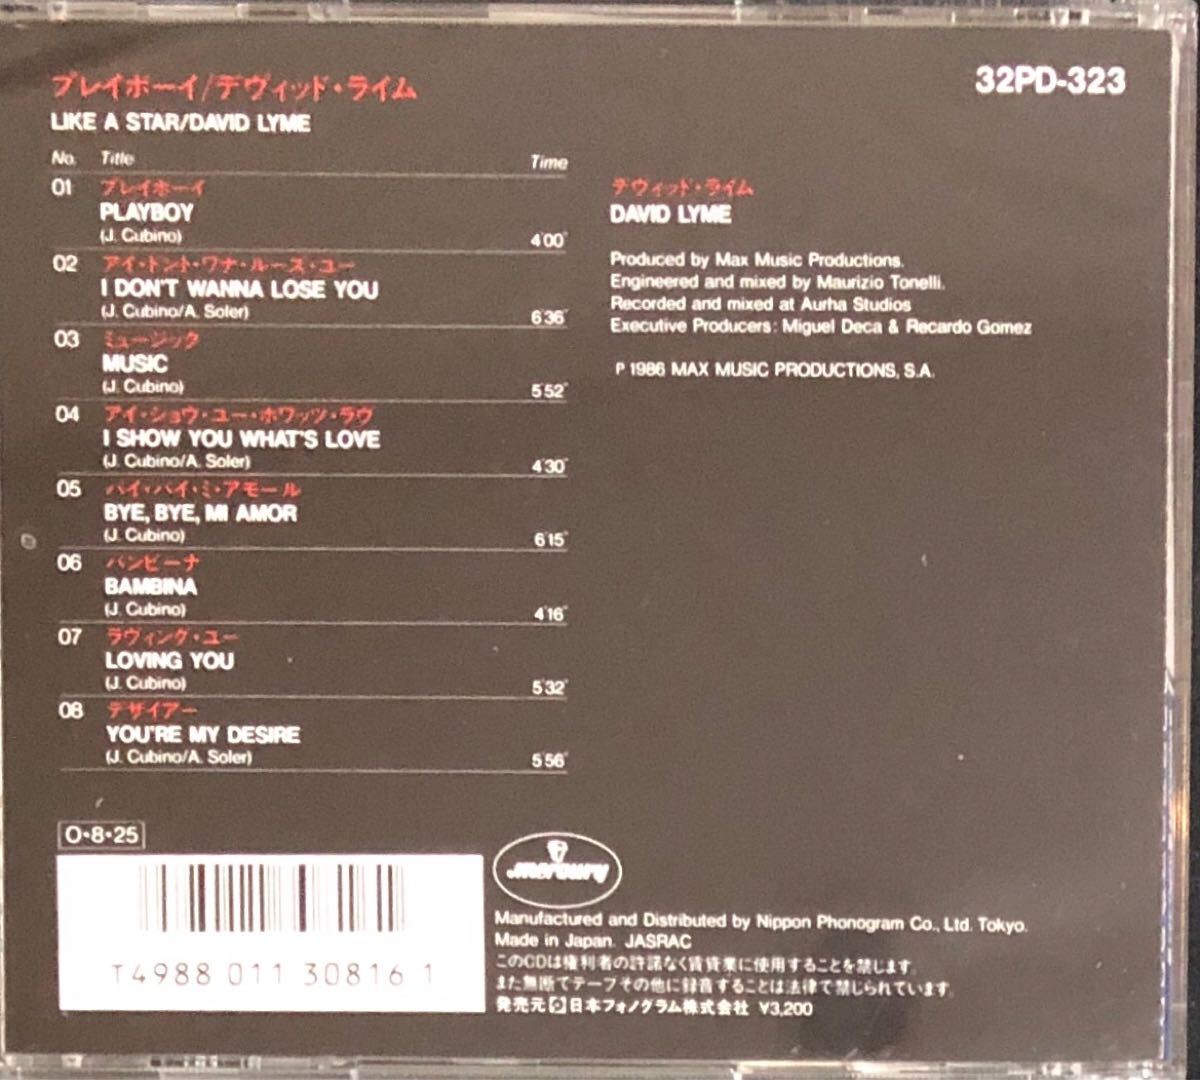 プレイボーイ/デヴィッド・ライム
LIKE A STAR/DAVID LYME
32PD-323
No. Title Time
01 プレイボーイ
PLAYBOY
(J. Cubino) 4'00"
02 アイ・ドント・ワナ・ルーズ・ユー
I DON'T WANNA LOSE YOU
(J. Cubino/A. Soler) 6'36"
03 ミュージック
MUSIC
(J. Cubino) 5'52"
04 アイ・ショウ・ユー・ホワッツ・ラヴ
I SHOW YOU WHAT'S LOVE
(J. Cubino/A. Soler) 4'30"
05 バイ・バイ・ミ・アモール
BYE, BYE, MI AMOR
(J. Cubino) 6'15"
06 バンビーナ
BAMBINA
(J. Cubino) 4'16"
07 ラヴィング・ユー
LOVING YOU
(J. Cubino) 5'32"
08 デザイアー
YOU'RE MY DESIRE
(J. Cubino/A. Soler) 5'56"
デヴィッド・ライム
DAVID LYME
Produced by Max Music Productions.
Engineered and mixed by Maurizio Tonelli.
Recorded and mixed at Aurha Studios
Executive Producers: Miguel Deca & Recardo Gomez
P 1986 MAX MUSIC PRODUCTIONS, S.A.
O・8・25
T4988 011 30816 1
mercury
Manufactured and Distributed by Nippon Phonogram Co., Ltd. Tokyo.
Made in Japan. JASRAC
このCDは権利者の許諾なく賃貸業に使用することを禁じます。
また無断でテープその他に録音することは法律で禁じられています。
発売元 日本フォノグラム株式会社 ¥3,200